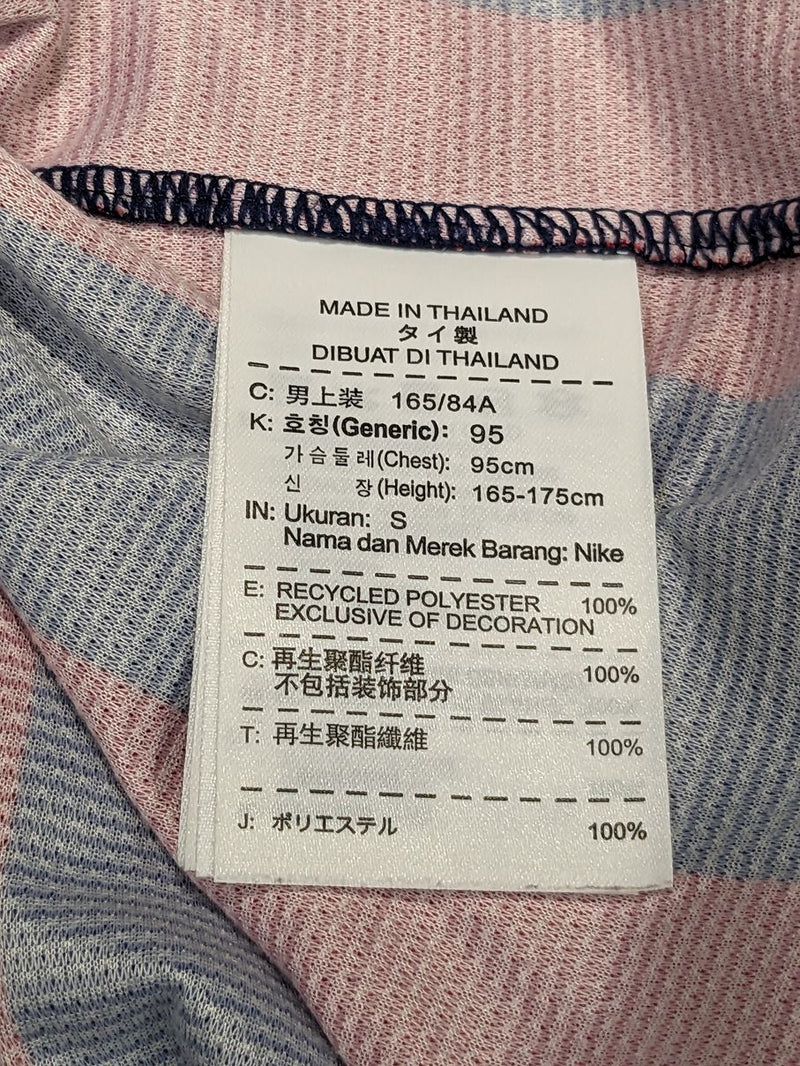 MADE IN THAILAND
タイ製
DIBUAT DI THAILAND
C: 男上装 165/84A
K: 호칭(Generic): 95
가슴둘레(Chest): 95cm
신 장(Height): 165-175cm
IN: Ukuran: S
Nama dan Merek Barang: Nike
E: RECYCLED POLYESTER 100%
EXCLUSIVE OF DECORATION
C: 再生聚酯纤维 100%
不包括装饰部分
T: 再生聚酯纖維 100%
J: ポリエステル 100%